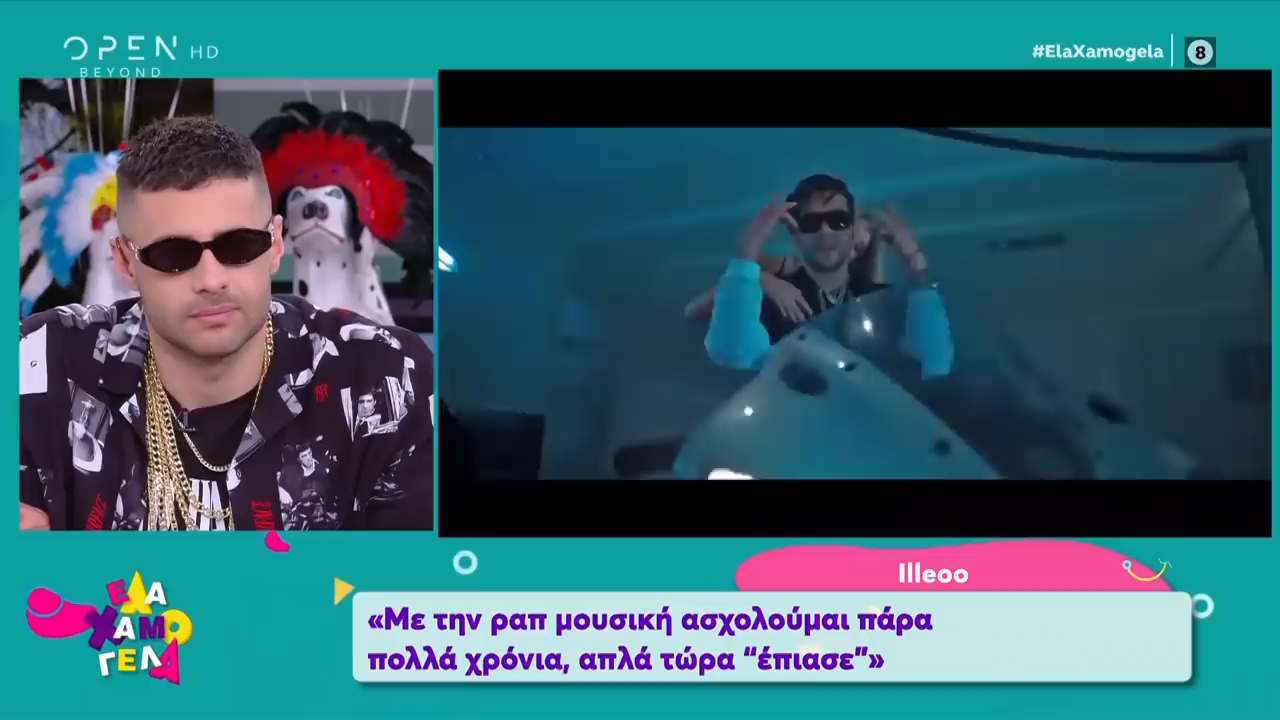 OPEN HD
BEYOND
#ElaXamogela
8
Illeoo
«Με την ραπ μουσική ασχολούμαι πάρα
πολλά χρόνια, απλά τώρα “έπιασε”»
ΕΛΑ
ΧΑΜΟ
ΓΕΛΑ